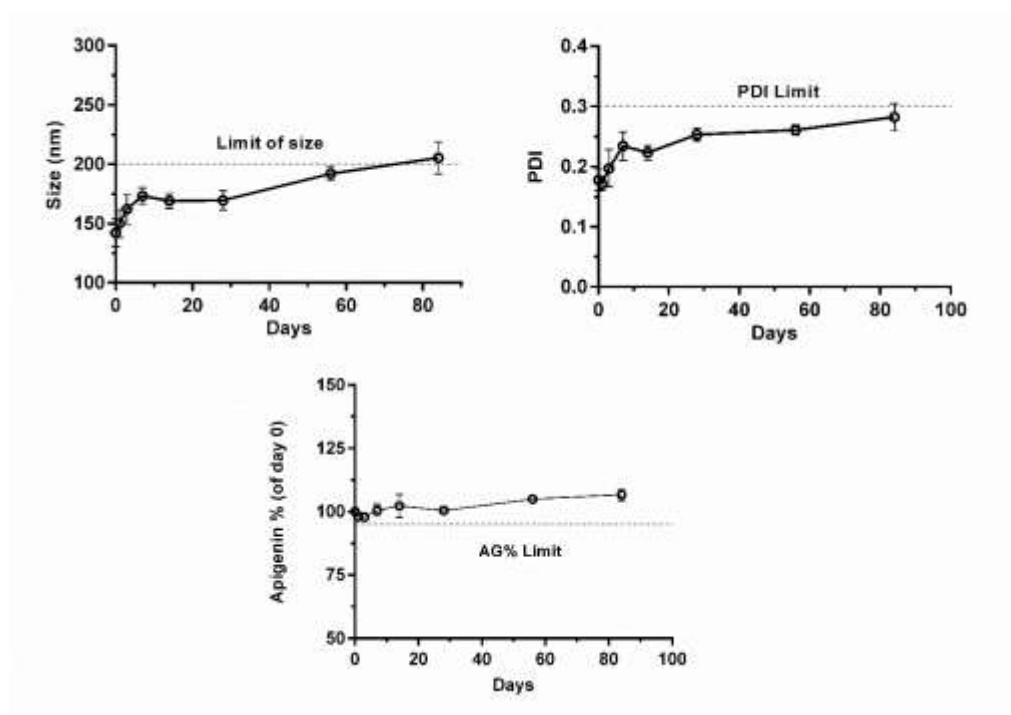 300
250
200
150
100
Size (nm)
Limit of size
0 20 40 60 80
Days
0.4
0.3
0.2
0.1
0.0
PDI
PDI Limit
0 20 40 60 80 100
Days
150
125
100
75
50
Apigenin % (of day 0)
AG% Limit
0 20 40 60 80 100
Days